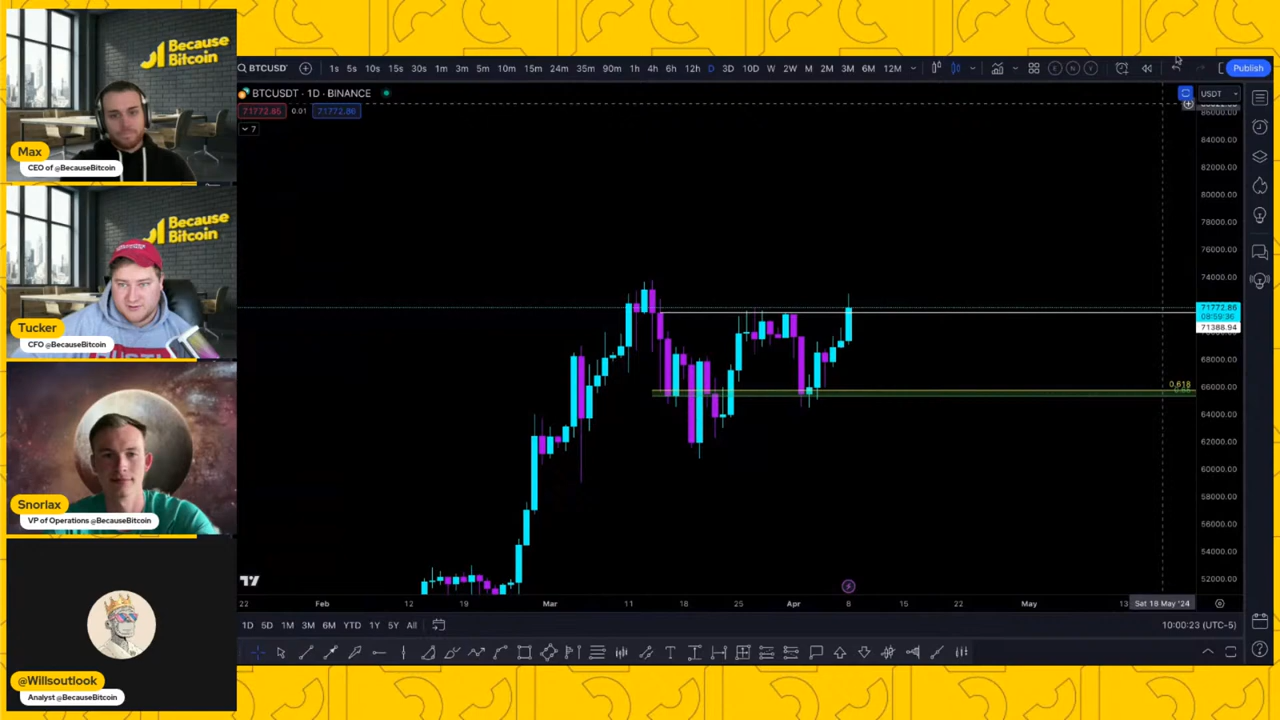 Because
Bitcoin
Max
CEO of @BecauseBitcoin
Because
Bitcoin
Tucker
CFO @BecauseBitcoin
Snorlax
VP of Operations @BecauseBitcoin
@Willsoutlook
Analyst @BecauseBitcoin
BTCUSD
1s 5s 10s 15s 30s 90m 1m 3m 5m 10m 15m 24m 35m 90m 1h 4h 6h 12h D 3D 10D W 2W M 2M 3M 6M 12M
Publish
BTCUSDT · 1D · BINANCE
USDT
71772.85 0.01 71772.86
7
86000.00
84000.00
82000.00
80000.00
78000.00
76000.00
74000.00
71772.86
08:59:36
71388.94
68000.00
0.618
66000.00
64000.00
62000.00
60000.00
58000.00
56000.00
54000.00
52000.00
22 Feb 12 19 Mar 11 18 25 Apr 8 15 22 May 13 Sat 18 May '24
1D 5D 1M 3M 6M YTD 1Y 5Y All
10:00:23 (UTC-5)